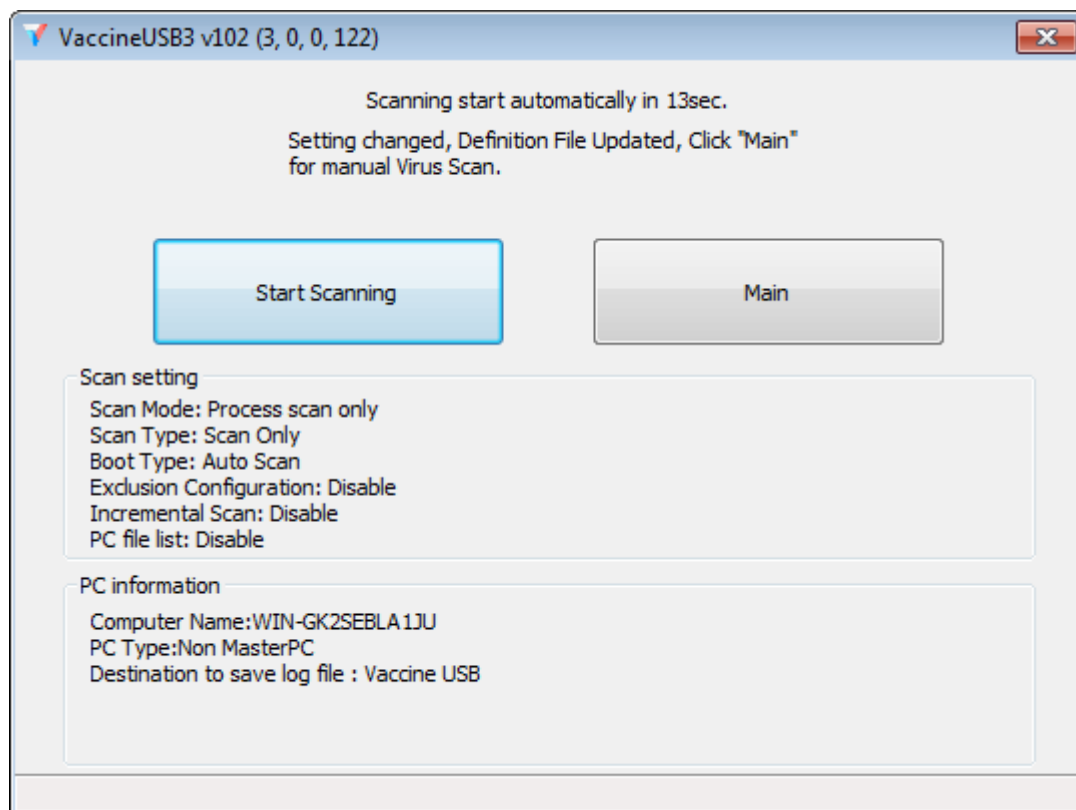 VaccineUSB3 v102 (3, 0, 0, 122)
Scanning start automatically in 13sec.
Setting changed, Definition File Updated, Click "Main"
for manual Virus Scan.
Start Scanning
Main
Scan setting
Scan Mode: Process scan only
Scan Type: Scan Only
Boot Type: Auto Scan
Exclusion Configuration: Disable
Incremental Scan: Disable
PC file list: Disable
PC information
Computer Name:WIN-GK2SEBLA1JU
PC Type:Non MasterPC
Destination to save log file : Vaccine USB